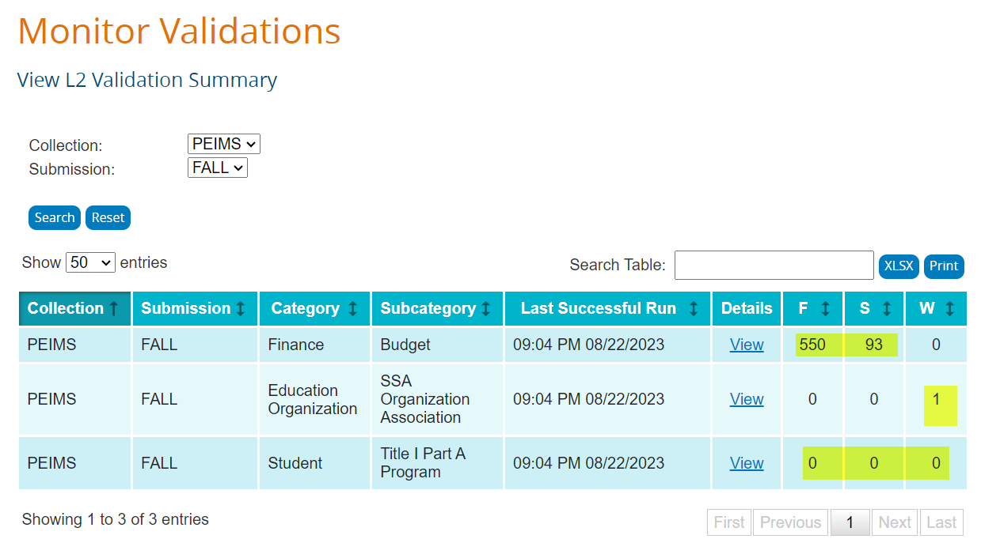 Monitor Validations
View L2 Validation Summary
Collection: PEIMS
Submission: FALL
Search Reset
Show 50 entries Search Table: XLSX Print
Collection Submission Category Subcategory Last Successful Run Details F S W
PEIMS FALL Finance Budget 09:04 PM 08/22/2023 View 550 93 0
PEIMS FALL Education Organization SSA Organization Association 09:04 PM 08/22/2023 View 0 0 1
PEIMS FALL Student Title I Part A Program 09:04 PM 08/22/2023 View 0 0 0
Showing 1 to 3 of 3 entries First Previous 1 Next Last